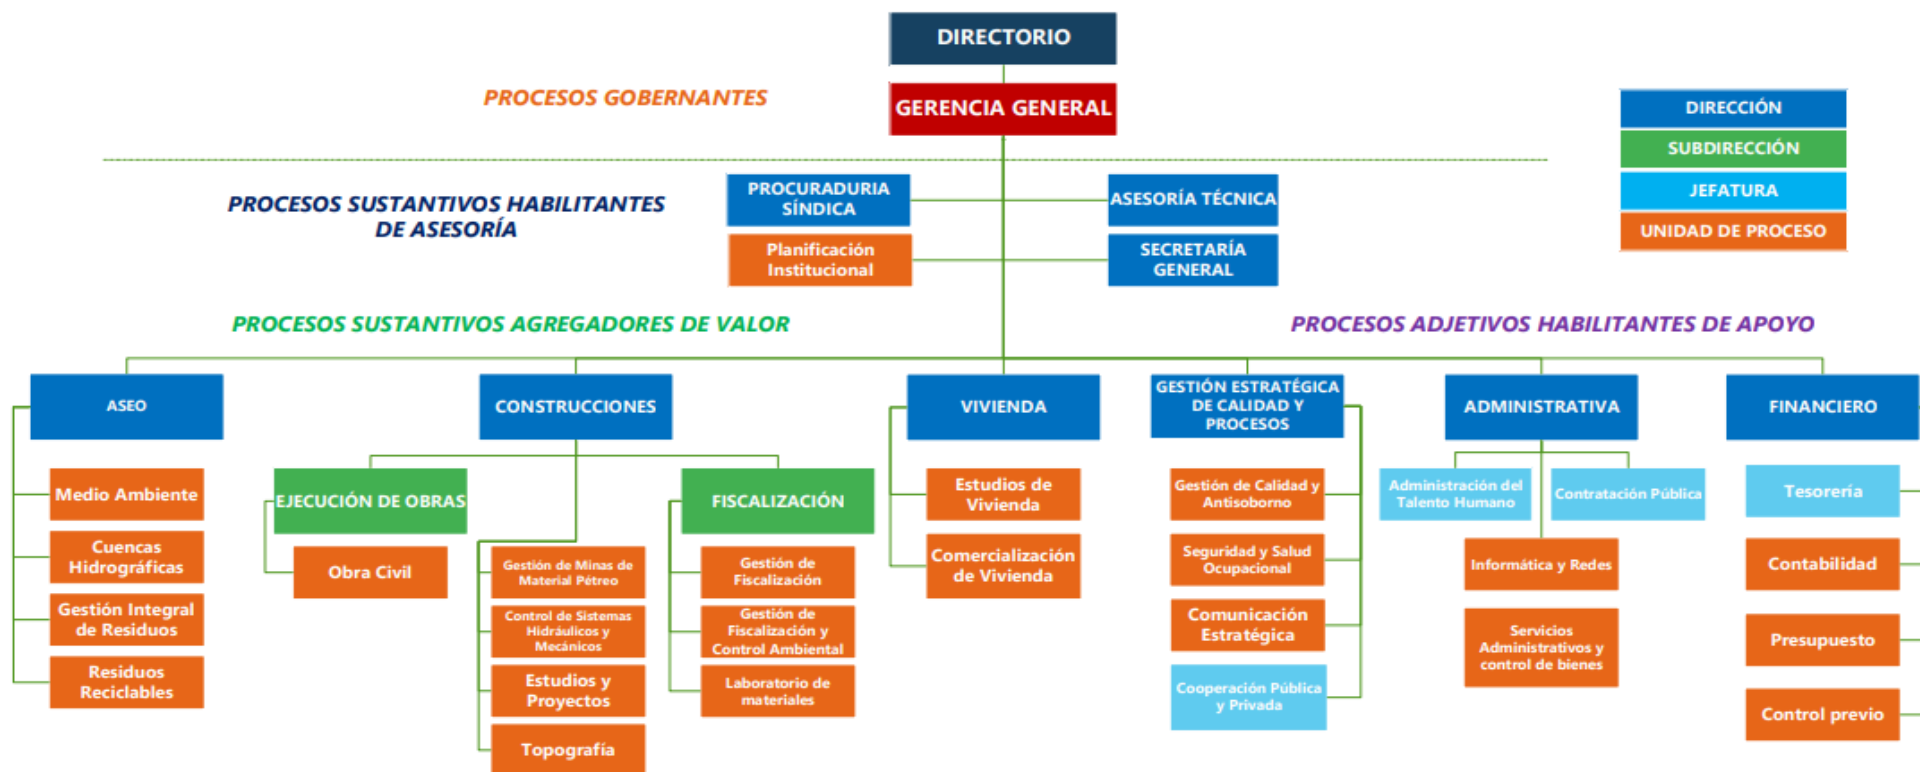 DIRECTORIO
PROCESOS GOBERNANTES
GERENCIA GENERAL
DIRECCIÓN
SUBDIRECCIÓN
JEFATURA
UNIDAD DE PROCESO
PROCESOS SUSTANTIVOS HABILITANTES
DE ASESORÍA
PROCURADURIA
SÍNDICA
ASESORÍA TÉCNICA
Planificación
Institucional
SECRETARÍA
GENERAL
PROCESOS SUSTANTIVOS AGREGADORES DE VALOR
PROCESOS ADJETIVOS HABILITANTES DE APOYO
ASEO
Medio Ambiente
Cuencas
Hidrográficas
Gestión Integral
de Residuos
Residuos
Reciclables
CONSTRUCCIONES
EJECUCIÓN DE OBRAS
Obra Civil
Gestión de Minas de
Material Pétreo
Control de Sistemas
Hidráulicos y
Mecánicos
Estudios y
Proyectos
Topografía
FISCALIZACIÓN
Gestión de
Fiscalización
Gestión de
Fiscalización y
Control Ambiental
Laboratorio de
materiales
VIVIENDA
Estudios de
Vivienda
Comercialización
de Vivienda
GESTIÓN ESTRATÉGICA
DE CALIDAD Y
PROCESOS
Gestión de Calidad y
Antisoborno
Seguridad y Salud
Ocupacional
Comunicación
Estratégica
Cooperación Pública
y Privada
ADMINISTRATIVA
Administración del
Talento Humano
Contratación Pública
Informática y Redes
Servicios
Administrativos y
control de bienes
FINANCIERO
Tesorería
Contabilidad
Presupuesto
Control previo